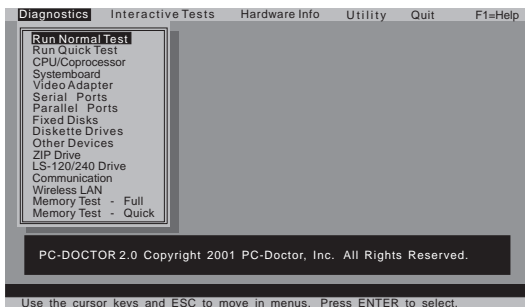 Diagnostics Interactive Tests Hardware Info Utility Quit F1=Help
Run Normal Test
Run Quick Test
CPU/Coprocessor
Systemboard
Video Adapter
Serial Ports
Parallel Ports
Fixed Disks
Diskette Drives
Other Devices
ZIP Drive
LS-120/240 Drive
Communication
Wireless LAN
Memory Test - Full
Memory Test - Quick
PC-DOCTOR 2.0 Copyright 2001 PC-Doctor, Inc. All Rights Reserved.
Use the cursor keys and ESC to move in menus. Press ENTER to select.